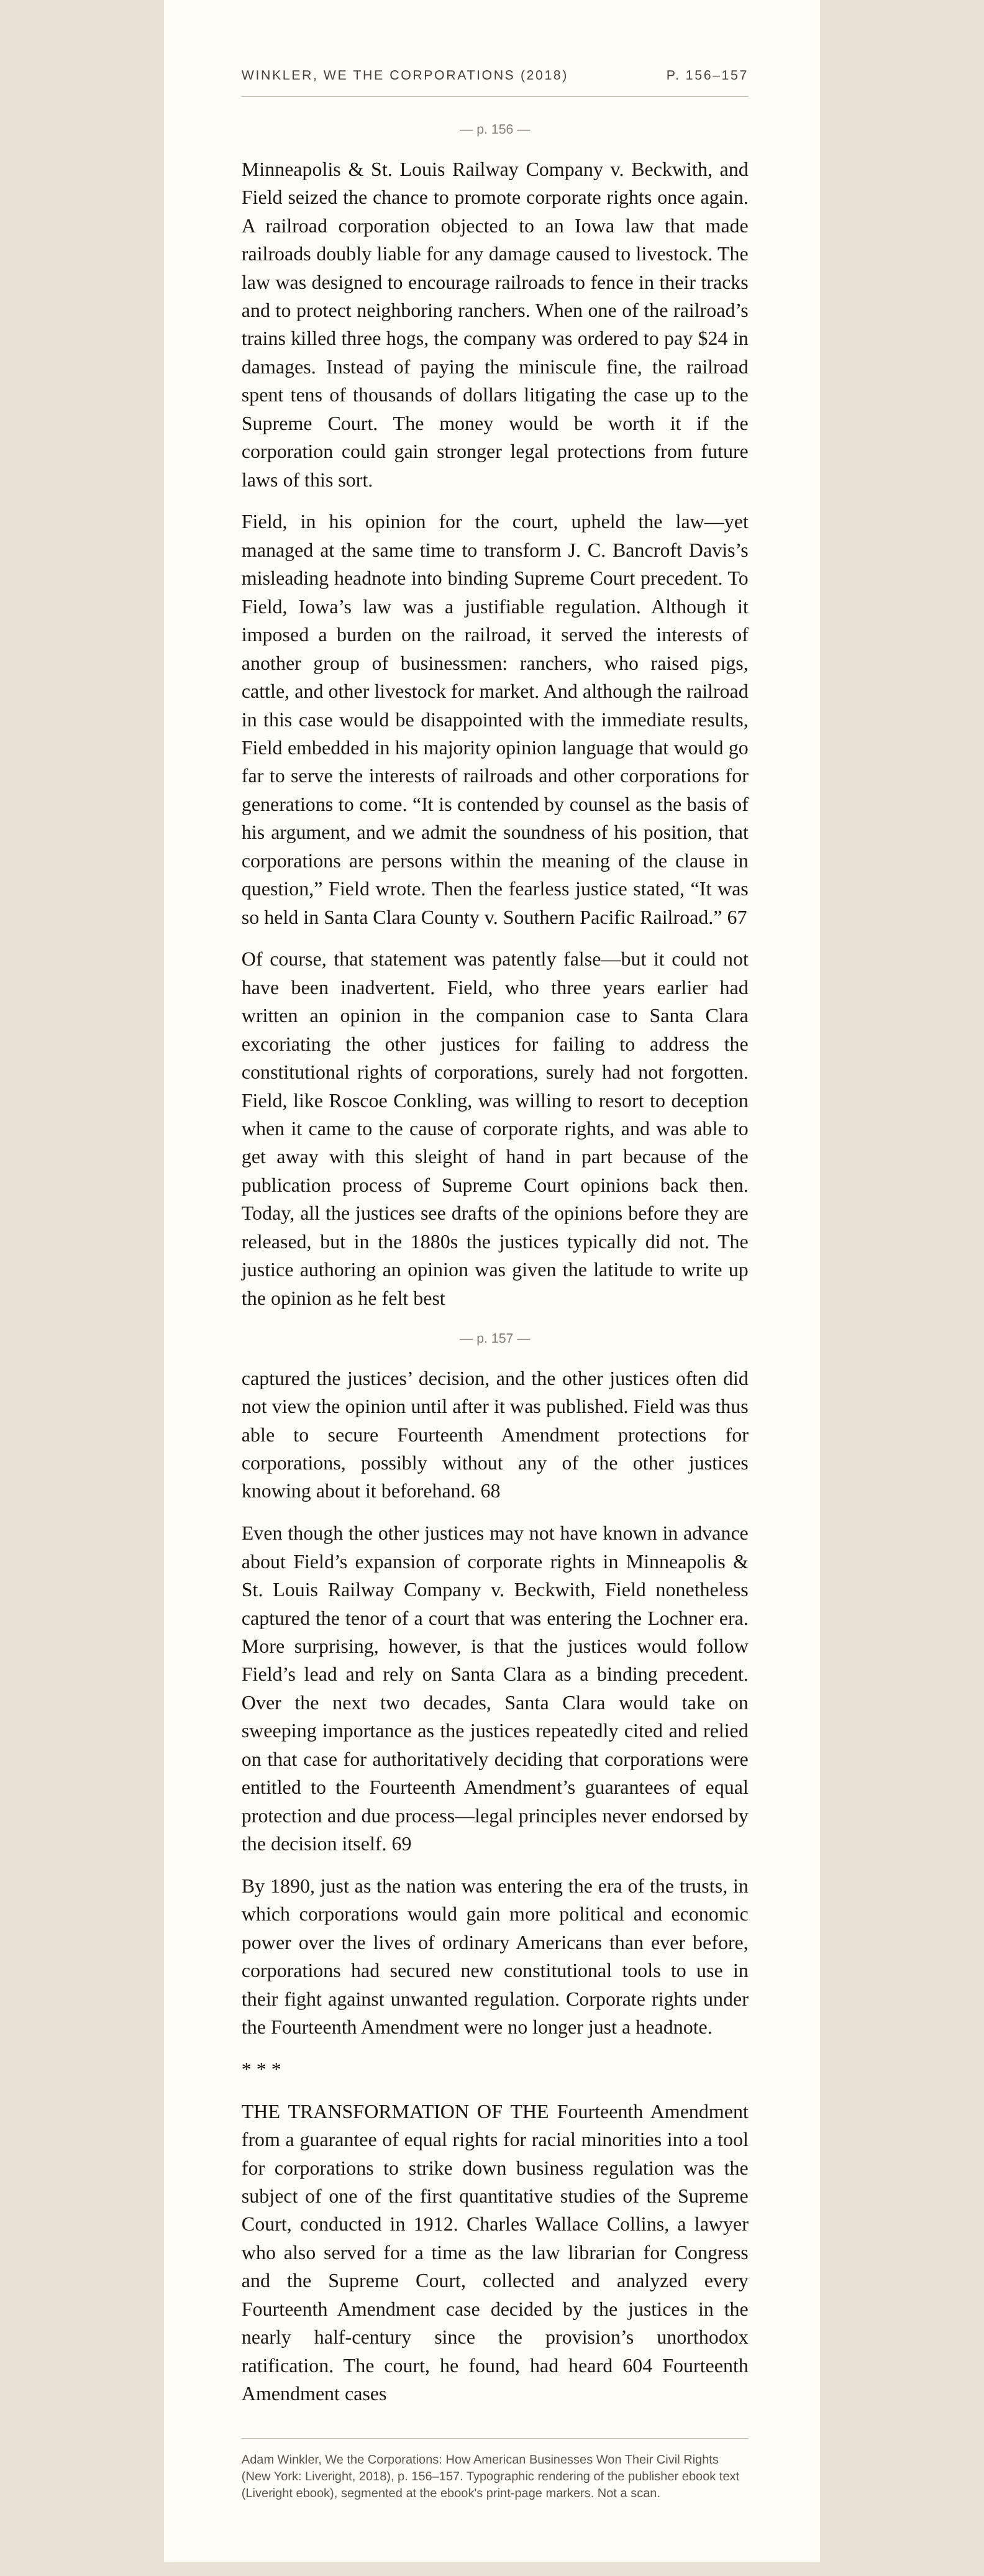 WINKLER, WE THE CORPORATIONS (2018) P. 156–157
— p. 156 —
Minneapolis & St. Louis Railway Company v. Beckwith, and
Field seized the chance to promote corporate rights once again.
A railroad corporation objected to an Iowa law that made
railroads doubly liable for any damage caused to livestock. The
law was designed to encourage railroads to fence in their tracks
and to protect neighboring ranchers. When one of the railroad’s
trains killed three hogs, the company was ordered to pay $24 in
damages. Instead of paying the miniscule fine, the railroad
spent tens of thousands of dollars litigating the case up to the
Supreme Court. The money would be worth it if the
corporation could gain stronger legal protections from future
laws of this sort.
Field, in his opinion for the court, upheld the law—yet
managed at the same time to transform J. C. Bancroft Davis’s
misleading headnote into binding Supreme Court precedent. To
Field, Iowa’s law was a justifiable regulation. Although it
imposed a burden on the railroad, it served the interests of
another group of businessmen: ranchers, who raised pigs,
cattle, and other livestock for market. And although the railroad
in this case would be disappointed with the immediate results,
Field embedded in his majority opinion language that would go
far to serve the interests of railroads and other corporations for
generations to come. “It is contended by counsel as the basis of
his argument, and we admit the soundness of his position, that
corporations are persons within the meaning of the clause in
question,” Field wrote. Then the fearless justice stated, “It was
so held in Santa Clara County v. Southern Pacific Railroad.” 67
Of course, that statement was patently false—but it could not
have been inadvertent. Field, who three years earlier had
written an opinion in the companion case to Santa Clara
excoriating the other justices for failing to address the
constitutional rights of corporations, surely had not forgotten.
Field, like Roscoe Conkling, was willing to resort to deception
when it came to the cause of corporate rights, and was able to
get away with this sleight of hand in part because of the
publication process of Supreme Court opinions back then.
Today, all the justices see drafts of the opinions before they are
released, but in the 1880s the justices typically did not. The
justice authoring an opinion was given the latitude to write up
the opinion as he felt best
— p. 157 —
captured the justices’ decision, and the other justices often did
not view the opinion until after it was published. Field was thus
able to secure Fourteenth Amendment protections for
corporations, possibly without any of the other justices
knowing about it beforehand. 68
Even though the other justices may not have known in advance
about Field’s expansion of corporate rights in Minneapolis &
St. Louis Railway Company v. Beckwith, Field nonetheless
captured the tenor of a court that was entering the Lochner era.
More surprising, however, is that the justices would follow
Field’s lead and rely on Santa Clara as a binding precedent.
Over the next two decades, Santa Clara would take on
sweeping importance as the justices repeatedly cited and relied
on that case for authoritatively deciding that corporations were
entitled to the Fourteenth Amendment’s guarantees of equal
protection and due process—legal principles never endorsed by
the decision itself. 69
By 1890, just as the nation was entering the era of the trusts, in
which corporations would gain more political and economic
power over the lives of ordinary Americans than ever before,
corporations had secured new constitutional tools to use in
their fight against unwanted regulation. Corporate rights under
the Fourteenth Amendment were no longer just a headnote.
* * *
THE TRANSFORMATION OF THE Fourteenth Amendment
from a guarantee of equal rights for racial minorities into a tool
for corporations to strike down business regulation was the
subject of one of the first quantitative studies of the Supreme
Court, conducted in 1912. Charles Wallace Collins, a lawyer
who also served for a time as the law librarian for Congress
and the Supreme Court, collected and analyzed every
Fourteenth Amendment case decided by the justices in the
nearly half-century since the provision’s unorthodox
ratification. The court, he found, had heard 604 Fourteenth
Amendment cases
Adam Winkler, We the Corporations: How American Businesses Won Their Civil Rights
(New York: Liveright, 2018), p. 156–157. Typographic rendering of the publisher ebook text
(Liveright ebook), segmented at the ebook's print-page markers. Not a scan.